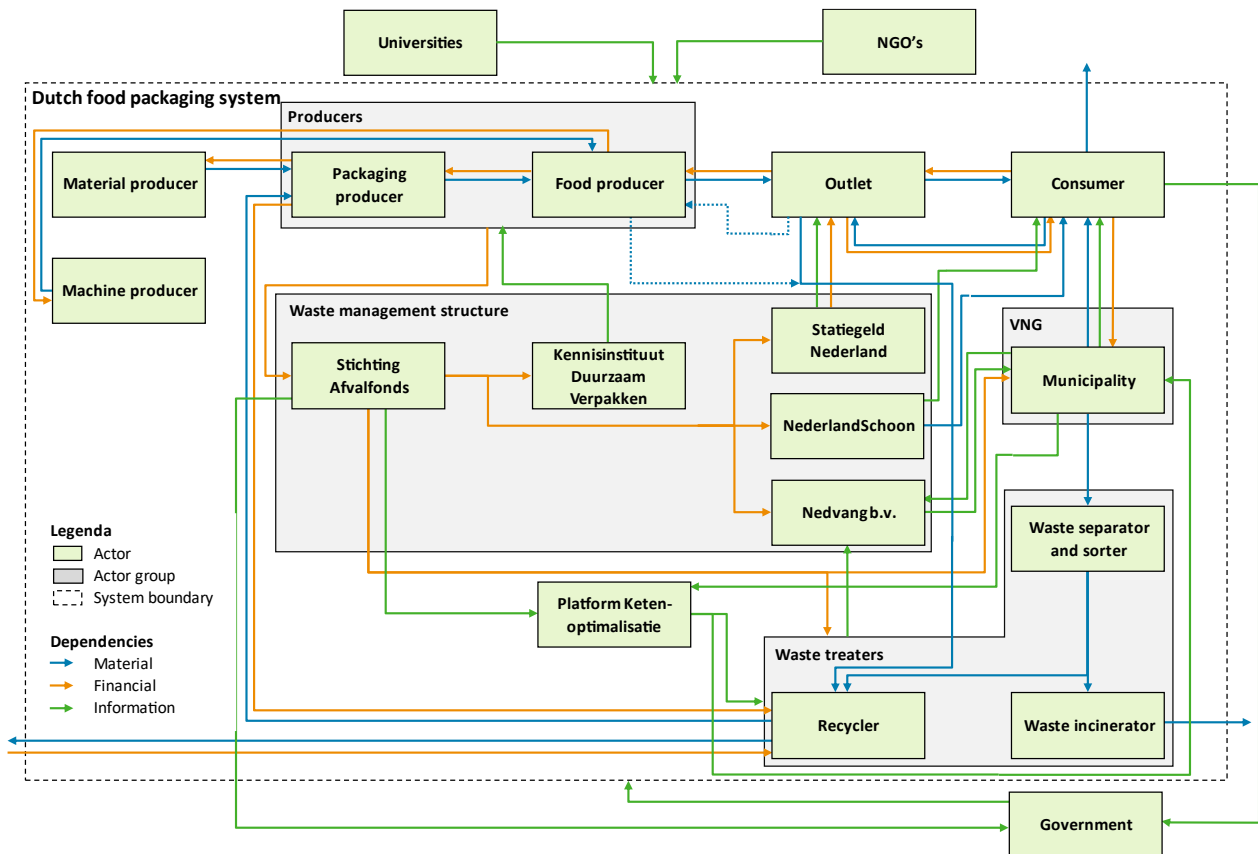 Universities
NGO's
Dutch food packaging system
Producers
Material producer
Packaging
producer
Food producer
Outlet
Consumer
Machine producer
Waste management structure
Stichting
Afvalfonds
Kennisinstituut
Duurzaam
Verpakken
Statiegeld
Nederland
NederlandSchoon
Nedvang b.v.
VNG
Municipality
Waste separator
and sorter
Legenda
Actor
Actor group
System boundary
Dependencies
Material
Financial
Information
Platform Keten-
optimalisatie
Waste treaters
Recycler
Waste incinerator
Government